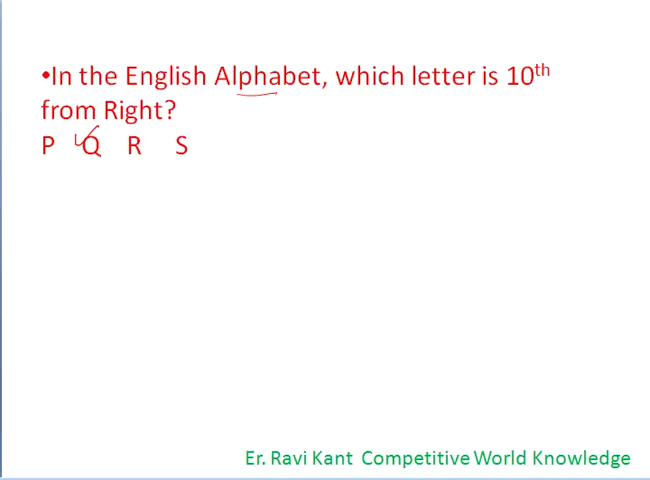 •In the English Alphabet, which letter is 10th
from Right?
P Q R S
Er. Ravi Kant Competitive World Knowledge